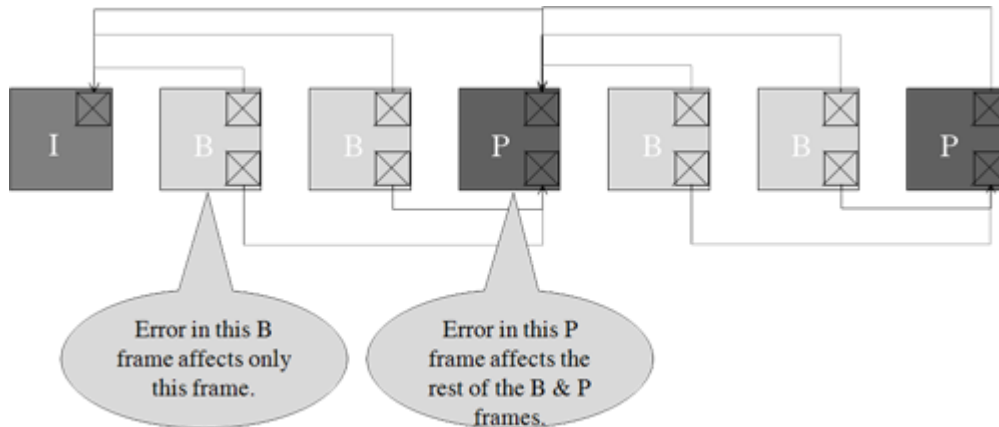 I B B P B B P
Error in this B
frame affects only
this frame.
Error in this P
frame affects the
rest of the B & P
frames.